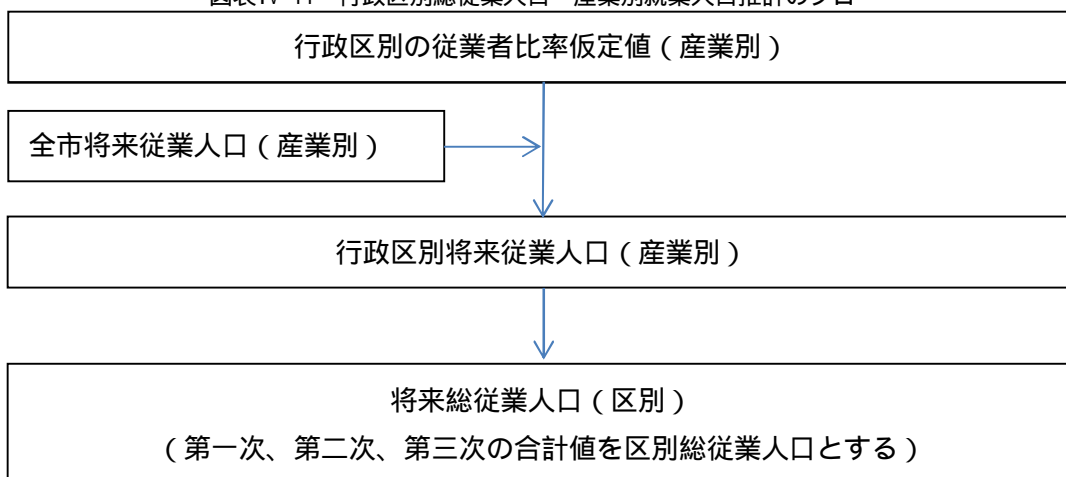 行政区別の従業者比率仮定値(産業別)
全市将来従業人口(産業別)
行政区別将来従業人口(産業別)
将来総従業人口(区別)
(第一次、第二次、第三次の合計値を区別総従業人口とする)